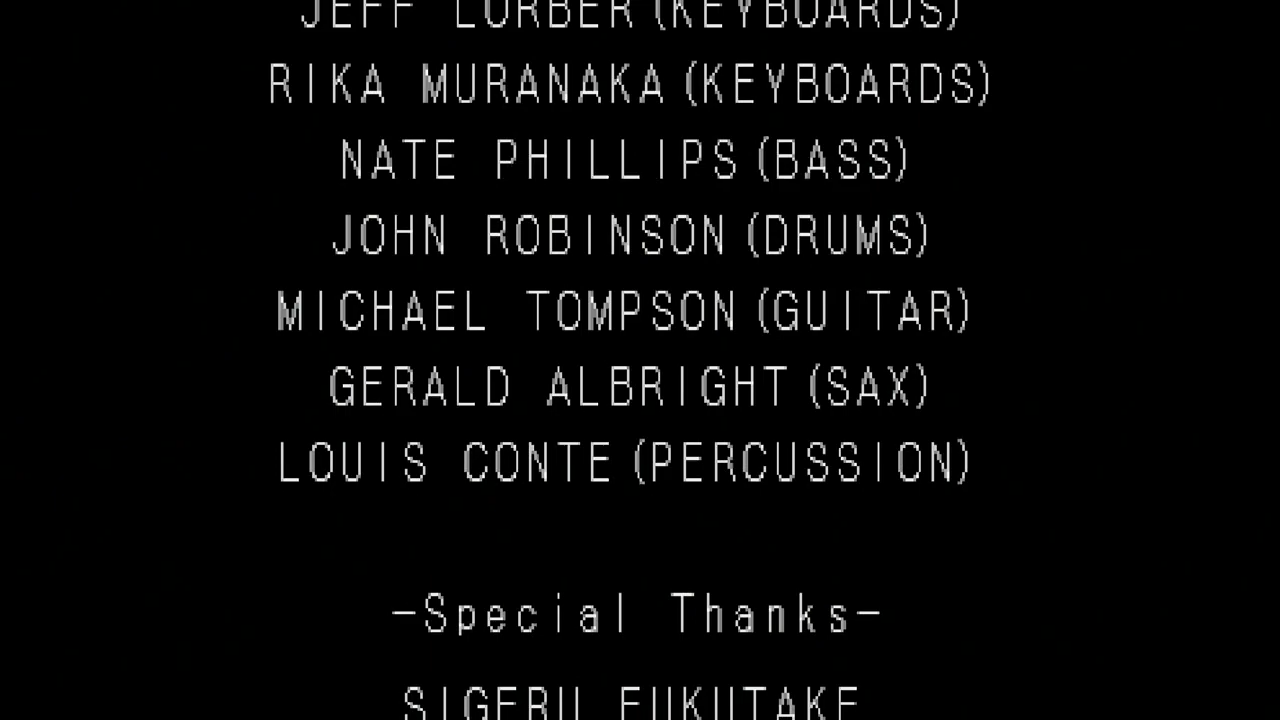 JEFF LORBER (KEYBOARDS)
RIKA MURANAKA (KEYBOARDS)
NATE PHILLIPS (BASS)
JOHN ROBINSON (DRUMS)
MICHAEL TOMPSON (GUITAR)
GERALD ALBRIGHT (SAX)
LOUIS CONTE (PERCUSSION)
-Special Thanks-
SIGERU FUKUTAKE